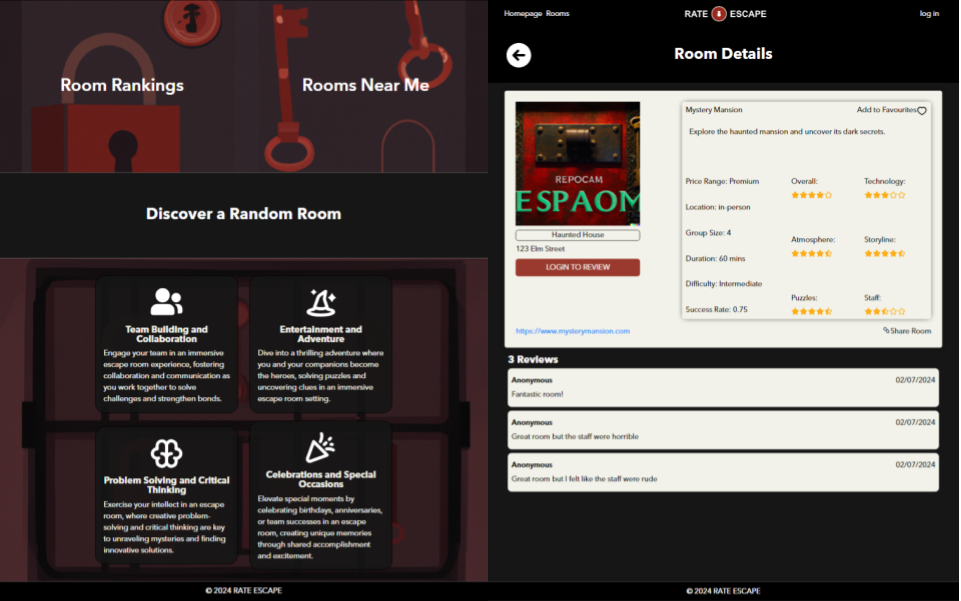 Room Rankings
Rooms Near Me
Discover a Random Room
Team Building and
Collaboration
Engage your team in an immersive
escape room experience, fostering
collaboration and communication as
you work together to solve
challenges and strengthen bonds.
Entertainment and
Adventure
Dive into a thrilling adventure where
you and your companions become
the heroes, solving puzzles and
uncovering clues in an immersive
escape room setting.
Problem Solving and Critical
Thinking
Exercise your intellect in an escape
room, where creative problem-
solving and critical thinking are key
to unraveling mysteries and finding
innovative solutions.
Celebrations and Special
Occasions
Elevate special moments by
celebrating birthdays, anniversaries,
or team successes in an escape
room, creating unique memories
through shared accomplishment
and excitement.
© 2024 RATE ESCAPE
Homepage Rooms
RATE ESCAPE
log in
Room Details
REPOCAM
ESPAOM
Haunted House
123 Elm Street
LOGIN TO REVIEW
https://www.mysterymansion.com
Mystery Mansion
Add to Favourites
Explore the haunted mansion and uncover its dark secrets.
Price Range: Premium
Location: in-person
Group Size: 4
Duration: 60 mins
Difficulty: Intermediate
Success Rate: 0.75
Overall:
Technology:
Atmosphere:
Storyline:
Puzzles:
Staff:
Share Room
3 Reviews
Anonymous
02/07/2024
Fantastic room!
Anonymous
02/07/2024
Great room but the staff were horrible
Anonymous
02/07/2024
Great room but I felt like the staff were rude
© 2024 RATE ESCAPE